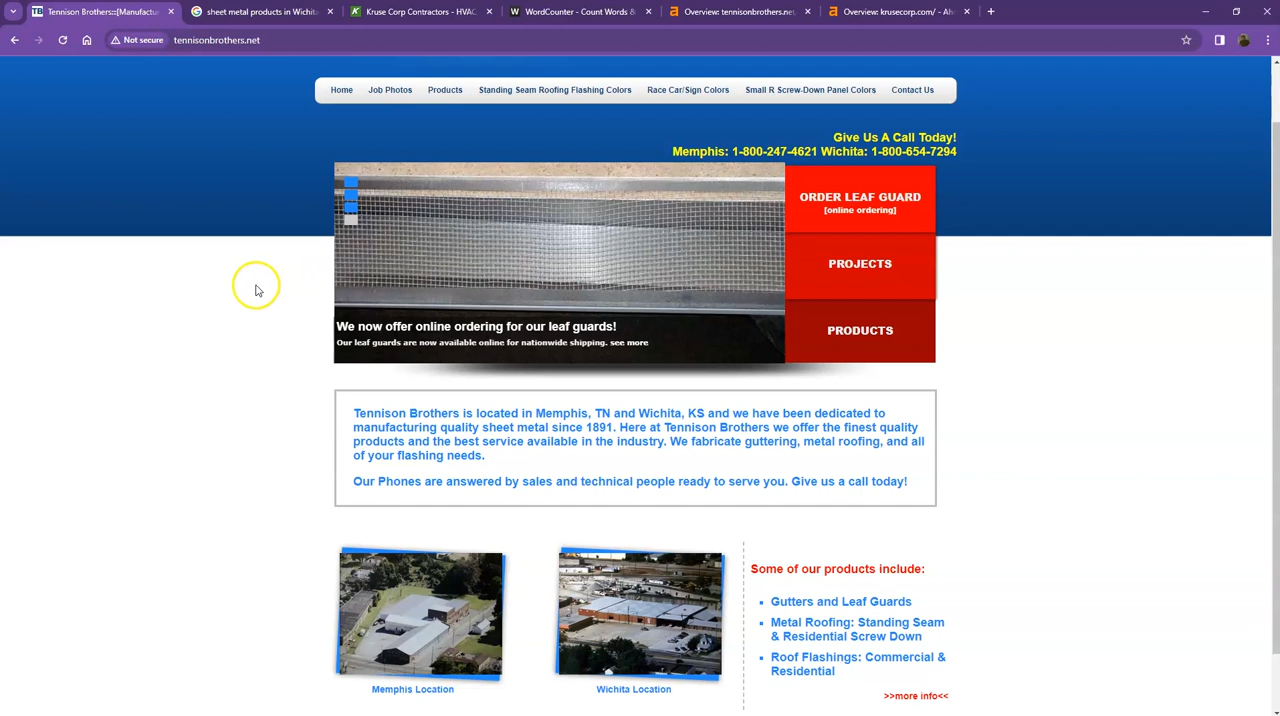 Tennison Brothers:::[Manufactur
sheet metal products in Wichita
Kruse Corp Contractors - HVAC
WordCounter - Count Words &
Overview: tennisonbrothers.net/
Overview: krusecorp.com/ - Ah
Not secure
tennisonbrothers.net
Home
Job Photos
Products
Standing Seam Roofing Flashing Colors
Race Car/Sign Colors
Small R Screw-Down Panel Colors
Contact Us
Give Us A Call Today!
Memphis: 1-800-247-4621 Wichita: 1-800-654-7294
ORDER LEAF GUARD
[online ordering]
PROJECTS
PRODUCTS
We now offer online ordering for our leaf guards!
Our leaf guards are now available online for nationwide shipping. see more
Tennison Brothers is located in Memphis, TN and Wichita, KS and we have been dedicated to
manufacturing quality sheet metal since 1891. Here at Tennison Brothers we offer the finest quality
products and the best service available in the industry. We fabricate guttering, metal roofing, and all
of your flashing needs.
Our Phones are answered by sales and technical people ready to serve you. Give us a call today!
Memphis Location
Wichita Location
Some of our products include:
Gutters and Leaf Guards
Metal Roofing: Standing Seam
& Residential Screw Down
Roof Flashings: Commercial &
Residential
>>more info<<